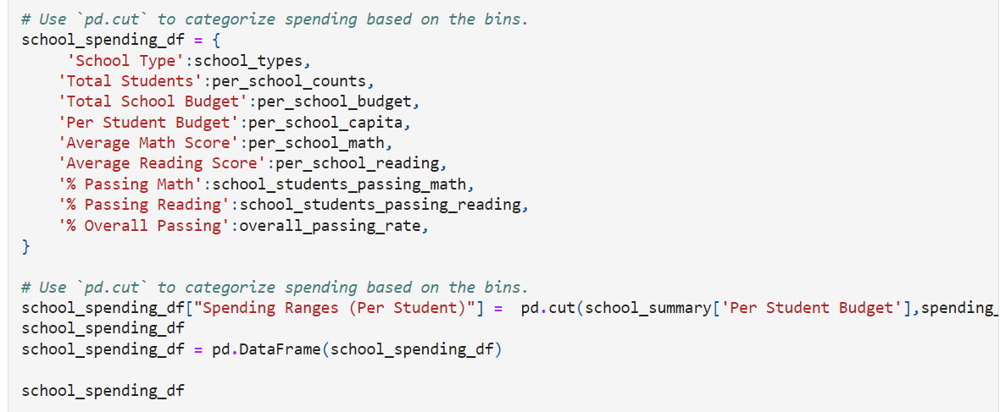 # Use `pd.cut` to categorize spending based on the bins.
school_spending_df = {
     'School Type':school_types,
    'Total Students':per_school_counts,
    'Total School Budget':per_school_budget,
    'Per Student Budget':per_school_capita,
    'Average Math Score':per_school_math,
    'Average Reading Score':per_school_reading,
    '% Passing Math':school_students_passing_math,
    '% Passing Reading':school_students_passing_reading,
    '% Overall Passing':overall_passing_rate,
}
# Use `pd.cut` to categorize spending based on the bins.
school_spending_df["Spending Ranges (Per Student)"] =  pd.cut(school_summary['Per Student Budget'],spending_
school_spending_df
school_spending_df = pd.DataFrame(school_spending_df)
school_spending_df